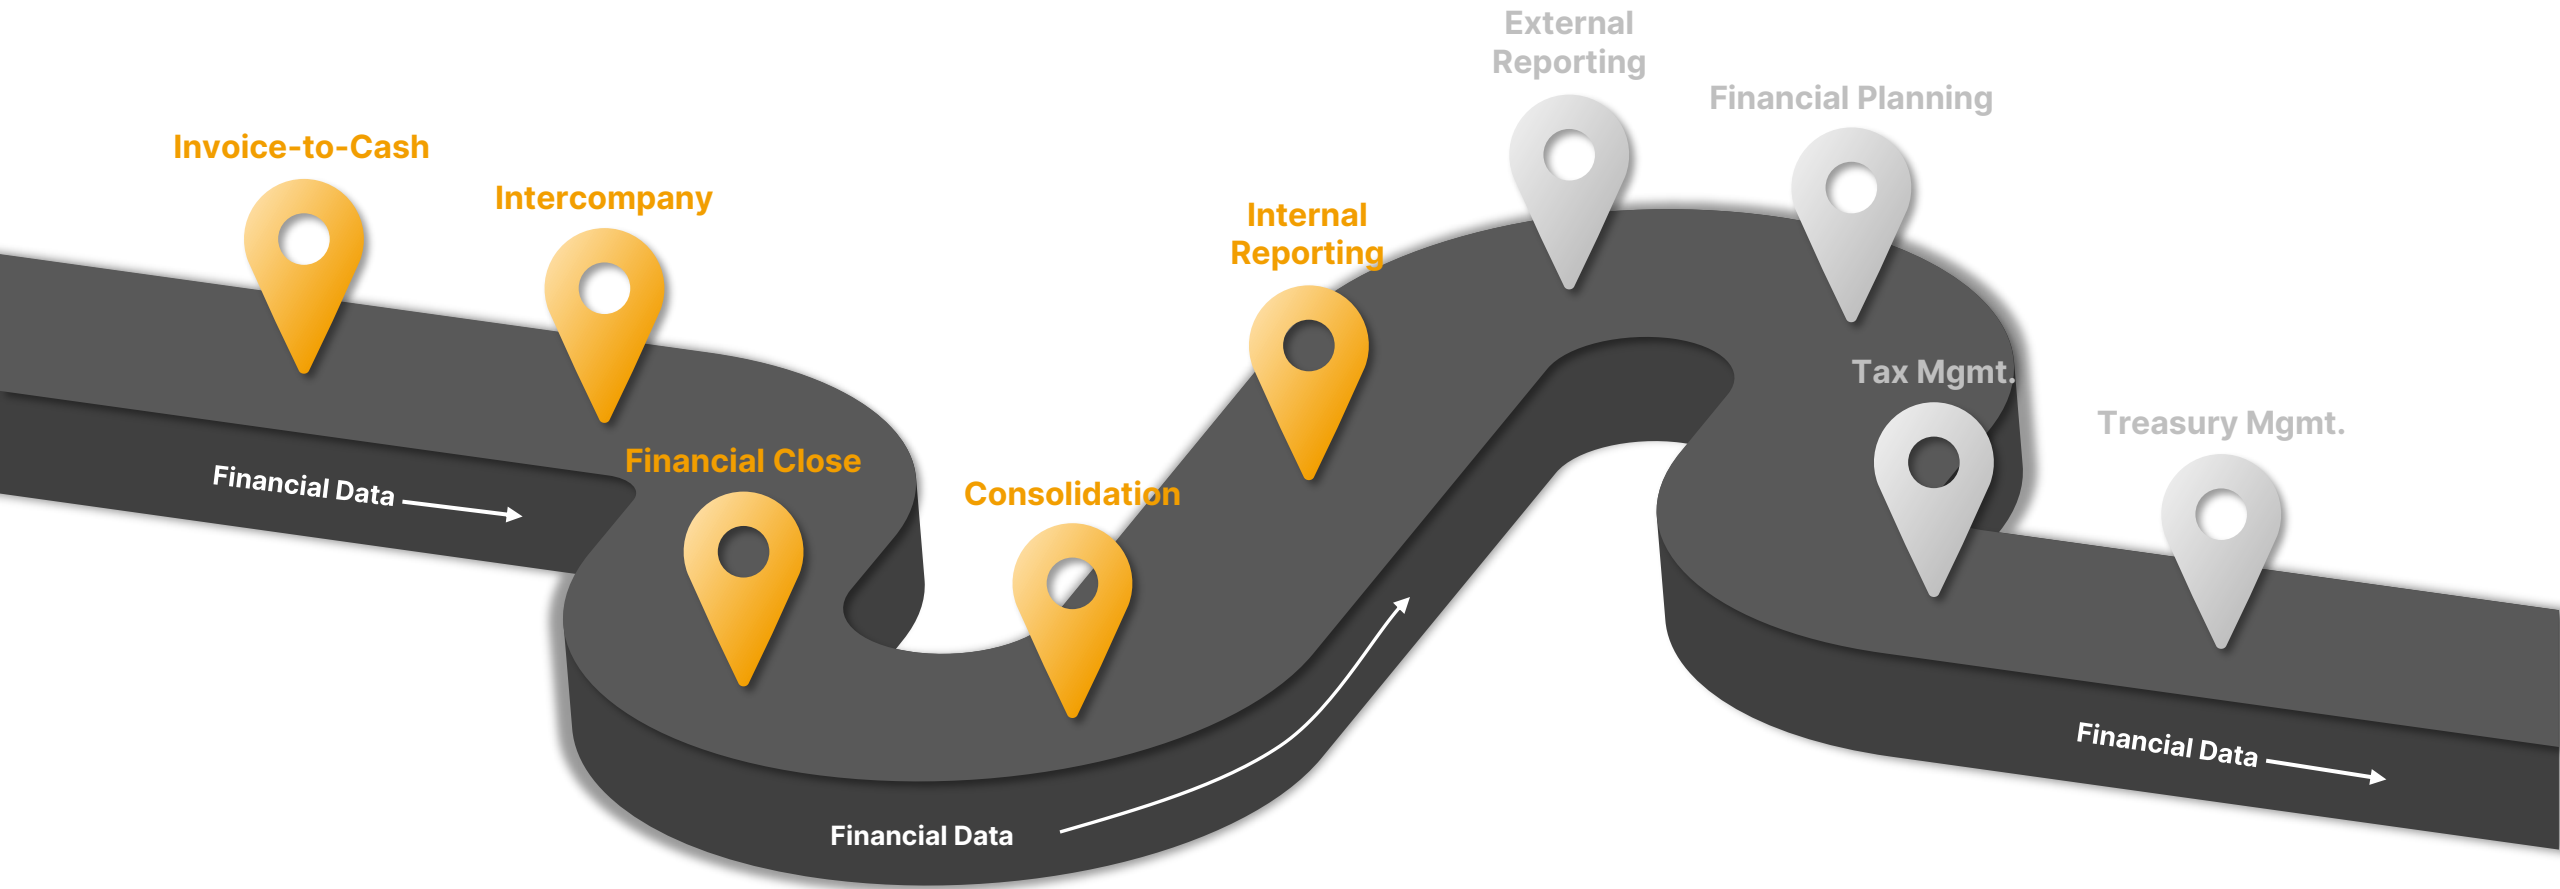 External
Reporting
Financial Planning
Invoice-to-Cash
Intercompany
Internal
Reporting
Tax Mgmt.
Treasury Mgmt.
Financial Close
Consolidation
Financial Data
Financial Data
Financial Data